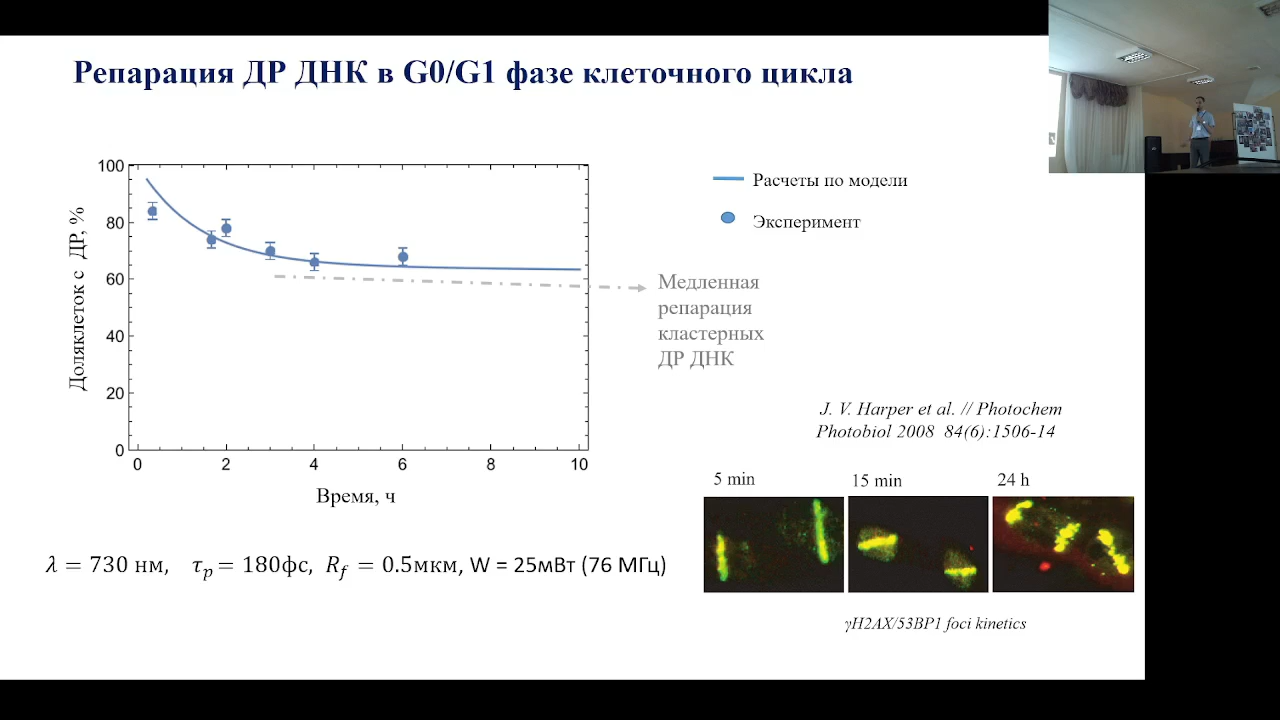 Репарация ДР ДНК в G0/G1 фазе клеточного цикла
100
80
60
40
20
0
Доляклеток с ДР, %
0 2 4 6 8 10
Время, ч
Расчеты по модели
Эксперимент
Медленная
репарация
кластерных
ДР ДНК
J. V. Harper et al. // Photochem
Photobiol 2008 84(6):1506-14
5 min 15 min 24 h
γH2AX/53BP1 foci kinetics
λ = 730 нм, τp = 180фс, Rf = 0.5мкм, W = 25мВт (76 МГц)